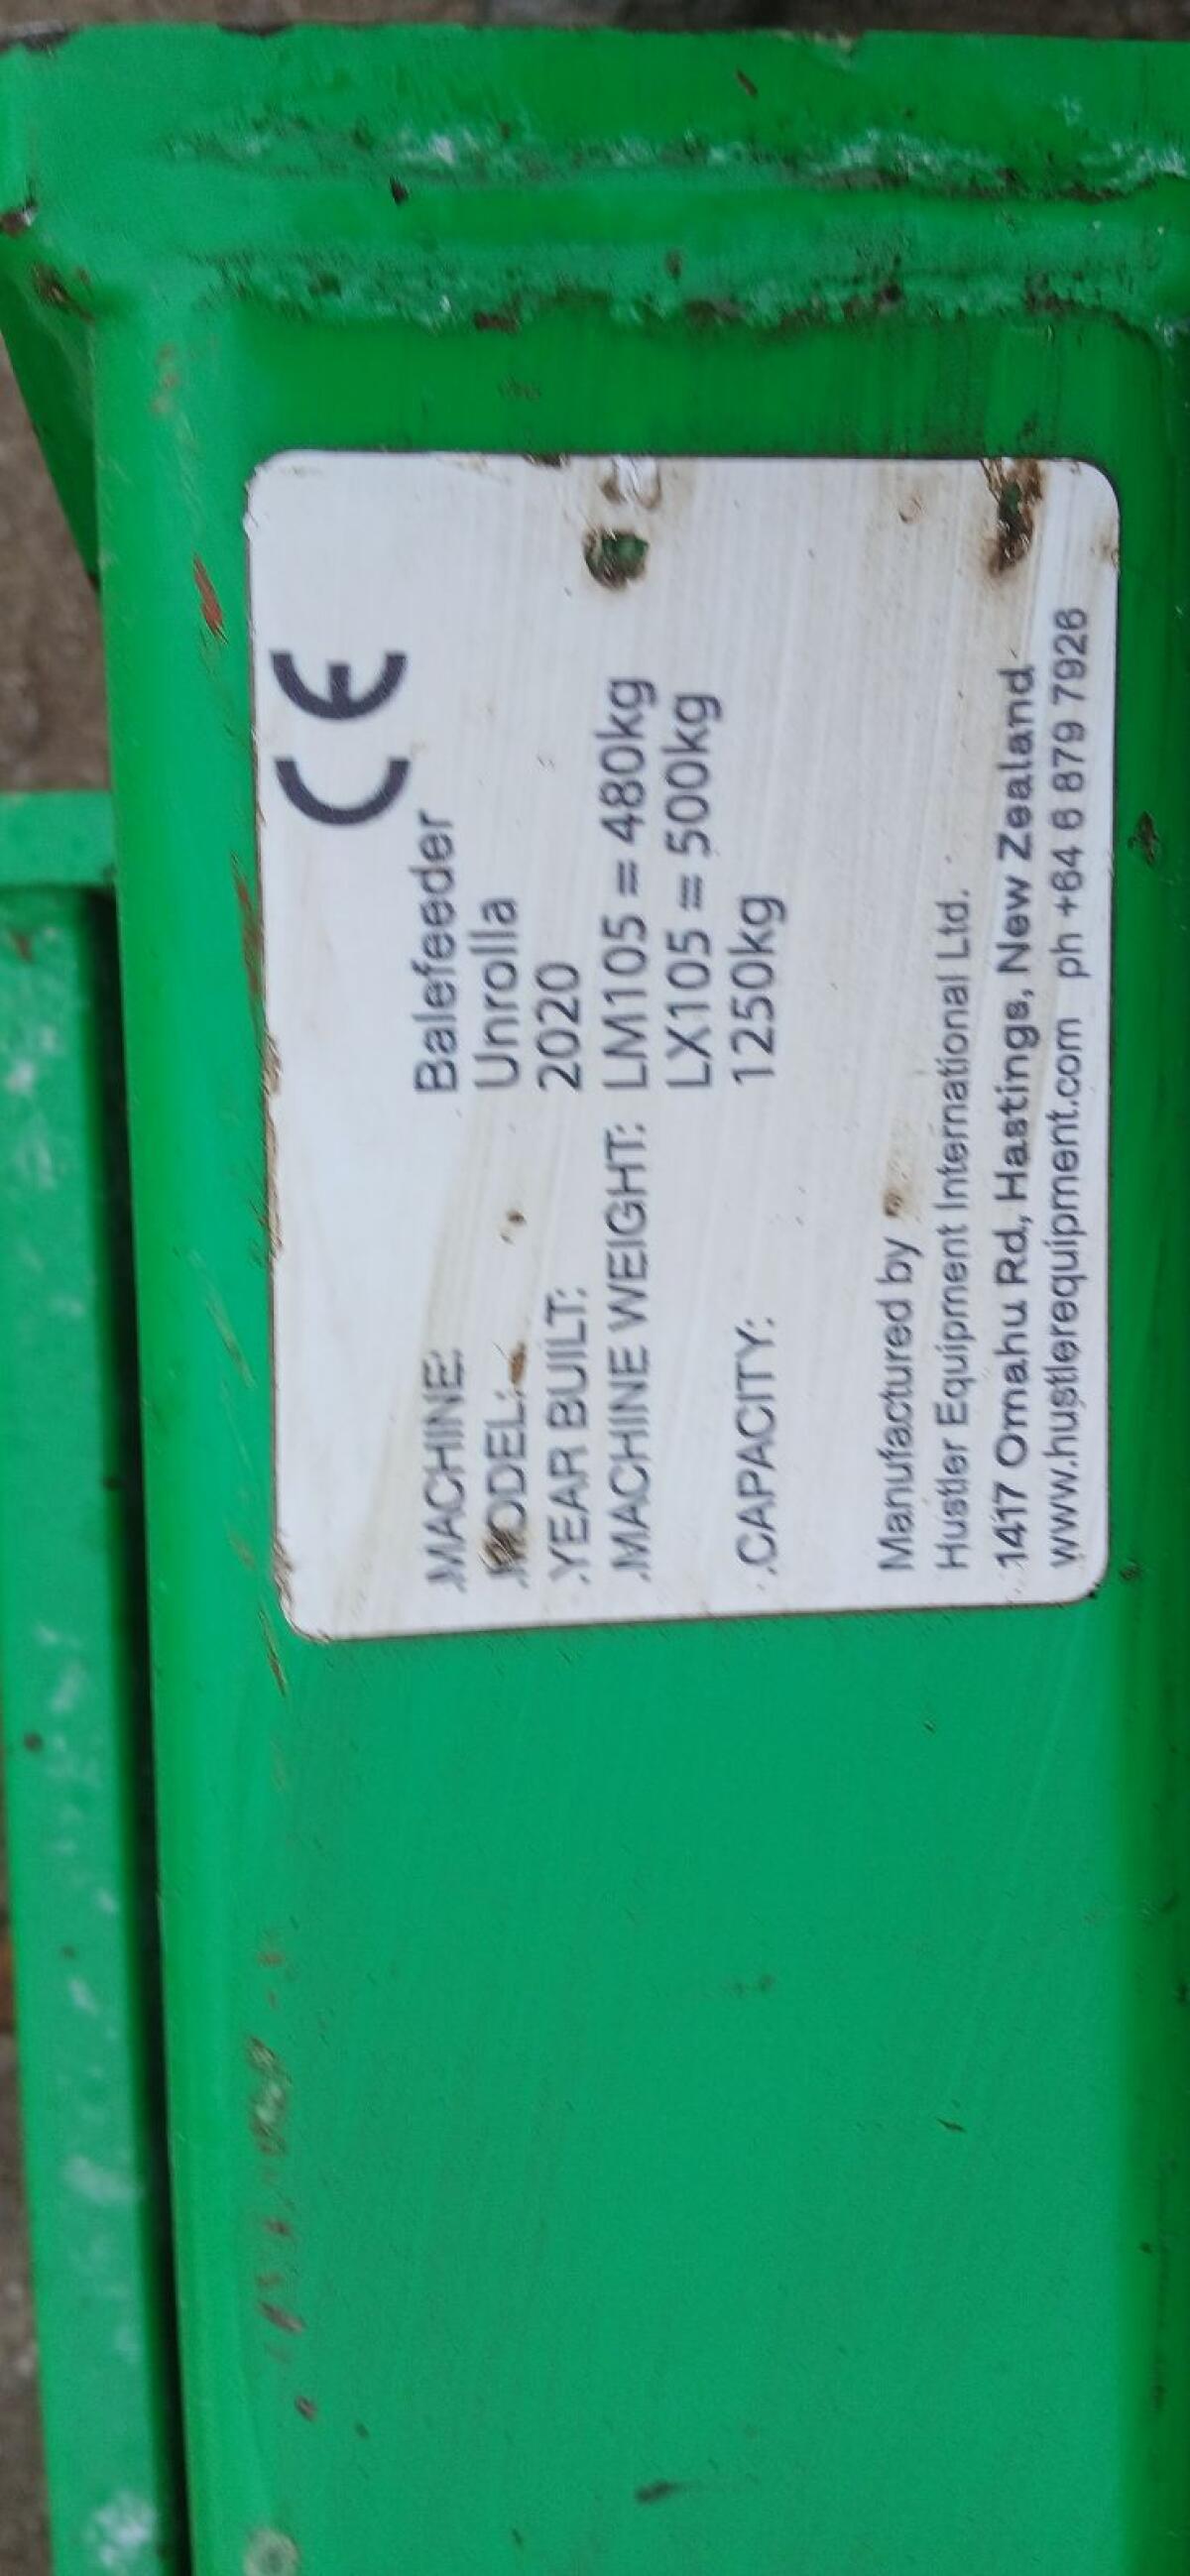 CE
MACHINE: Balefeeder
MODEL: Unrolla
YEAR BUILT: 2020
MACHINE WEIGHT: LM105 = 480kg
LX105 = 500kg
CAPACITY: 1250kg
Manufactured by
Hustler Equipment International Ltd.
1417 Omahu Rd, Hastings, New Zealand
www.hustlerequipment.com ph +64 6 879 7926